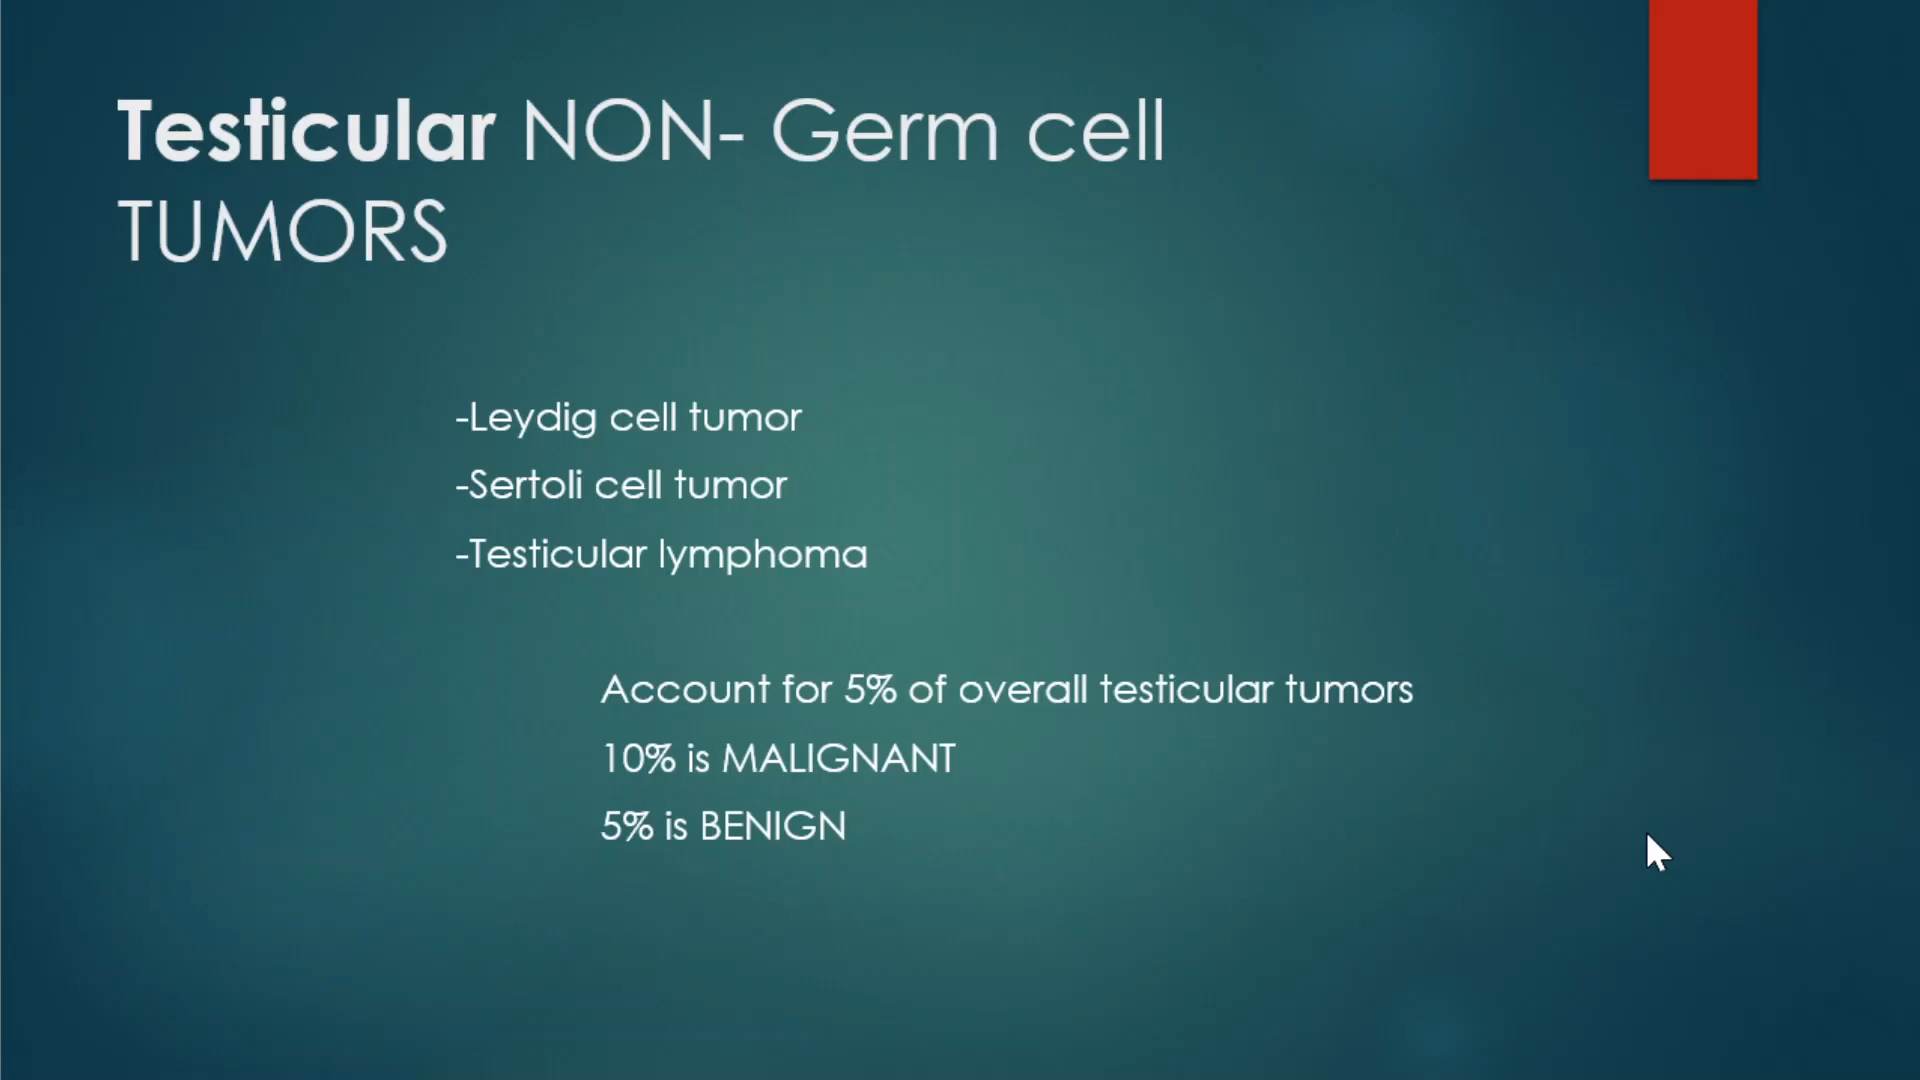 Testicular NON- Germ cell
TUMORS
-Leydig cell tumor
-Sertoli cell tumor
-Testicular lymphoma
Account for 5% of overall testicular tumors
10% is MALIGNANT
5% is BENIGN